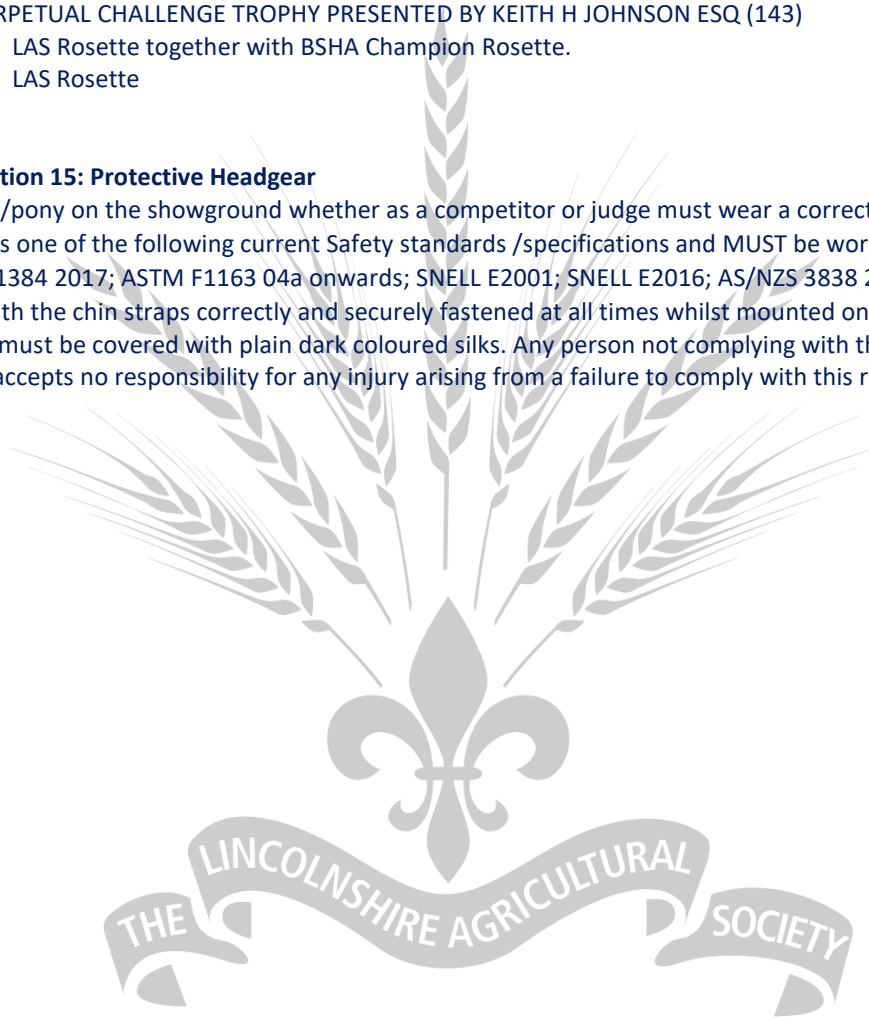 RPETUAL CHALLENGE TROPHY PRESENTED BY KEITH H JOHNSON ESQ (143)
LAS Rosette together with BSHA Champion Rosette.
LAS Rosette
tion 15: Protective Headgear
/pony on the showground whether as a competitor or judge must wear a correct
s one of the following current Safety standards /specifications and MUST be wor
1384 2017; ASTM F1163 04a onwards; SNELL E2001; SNELL E2016; AS/NZS 3838 2
th the chin straps correctly and securely fastened at all times whilst mounted on
must be covered with plain dark coloured silks. Any person not complying with th
accepts no responsibility for any injury arising from a failure to comply with this r
THE LINCOLNSHIRE AGRICULTURAL SOCIETY